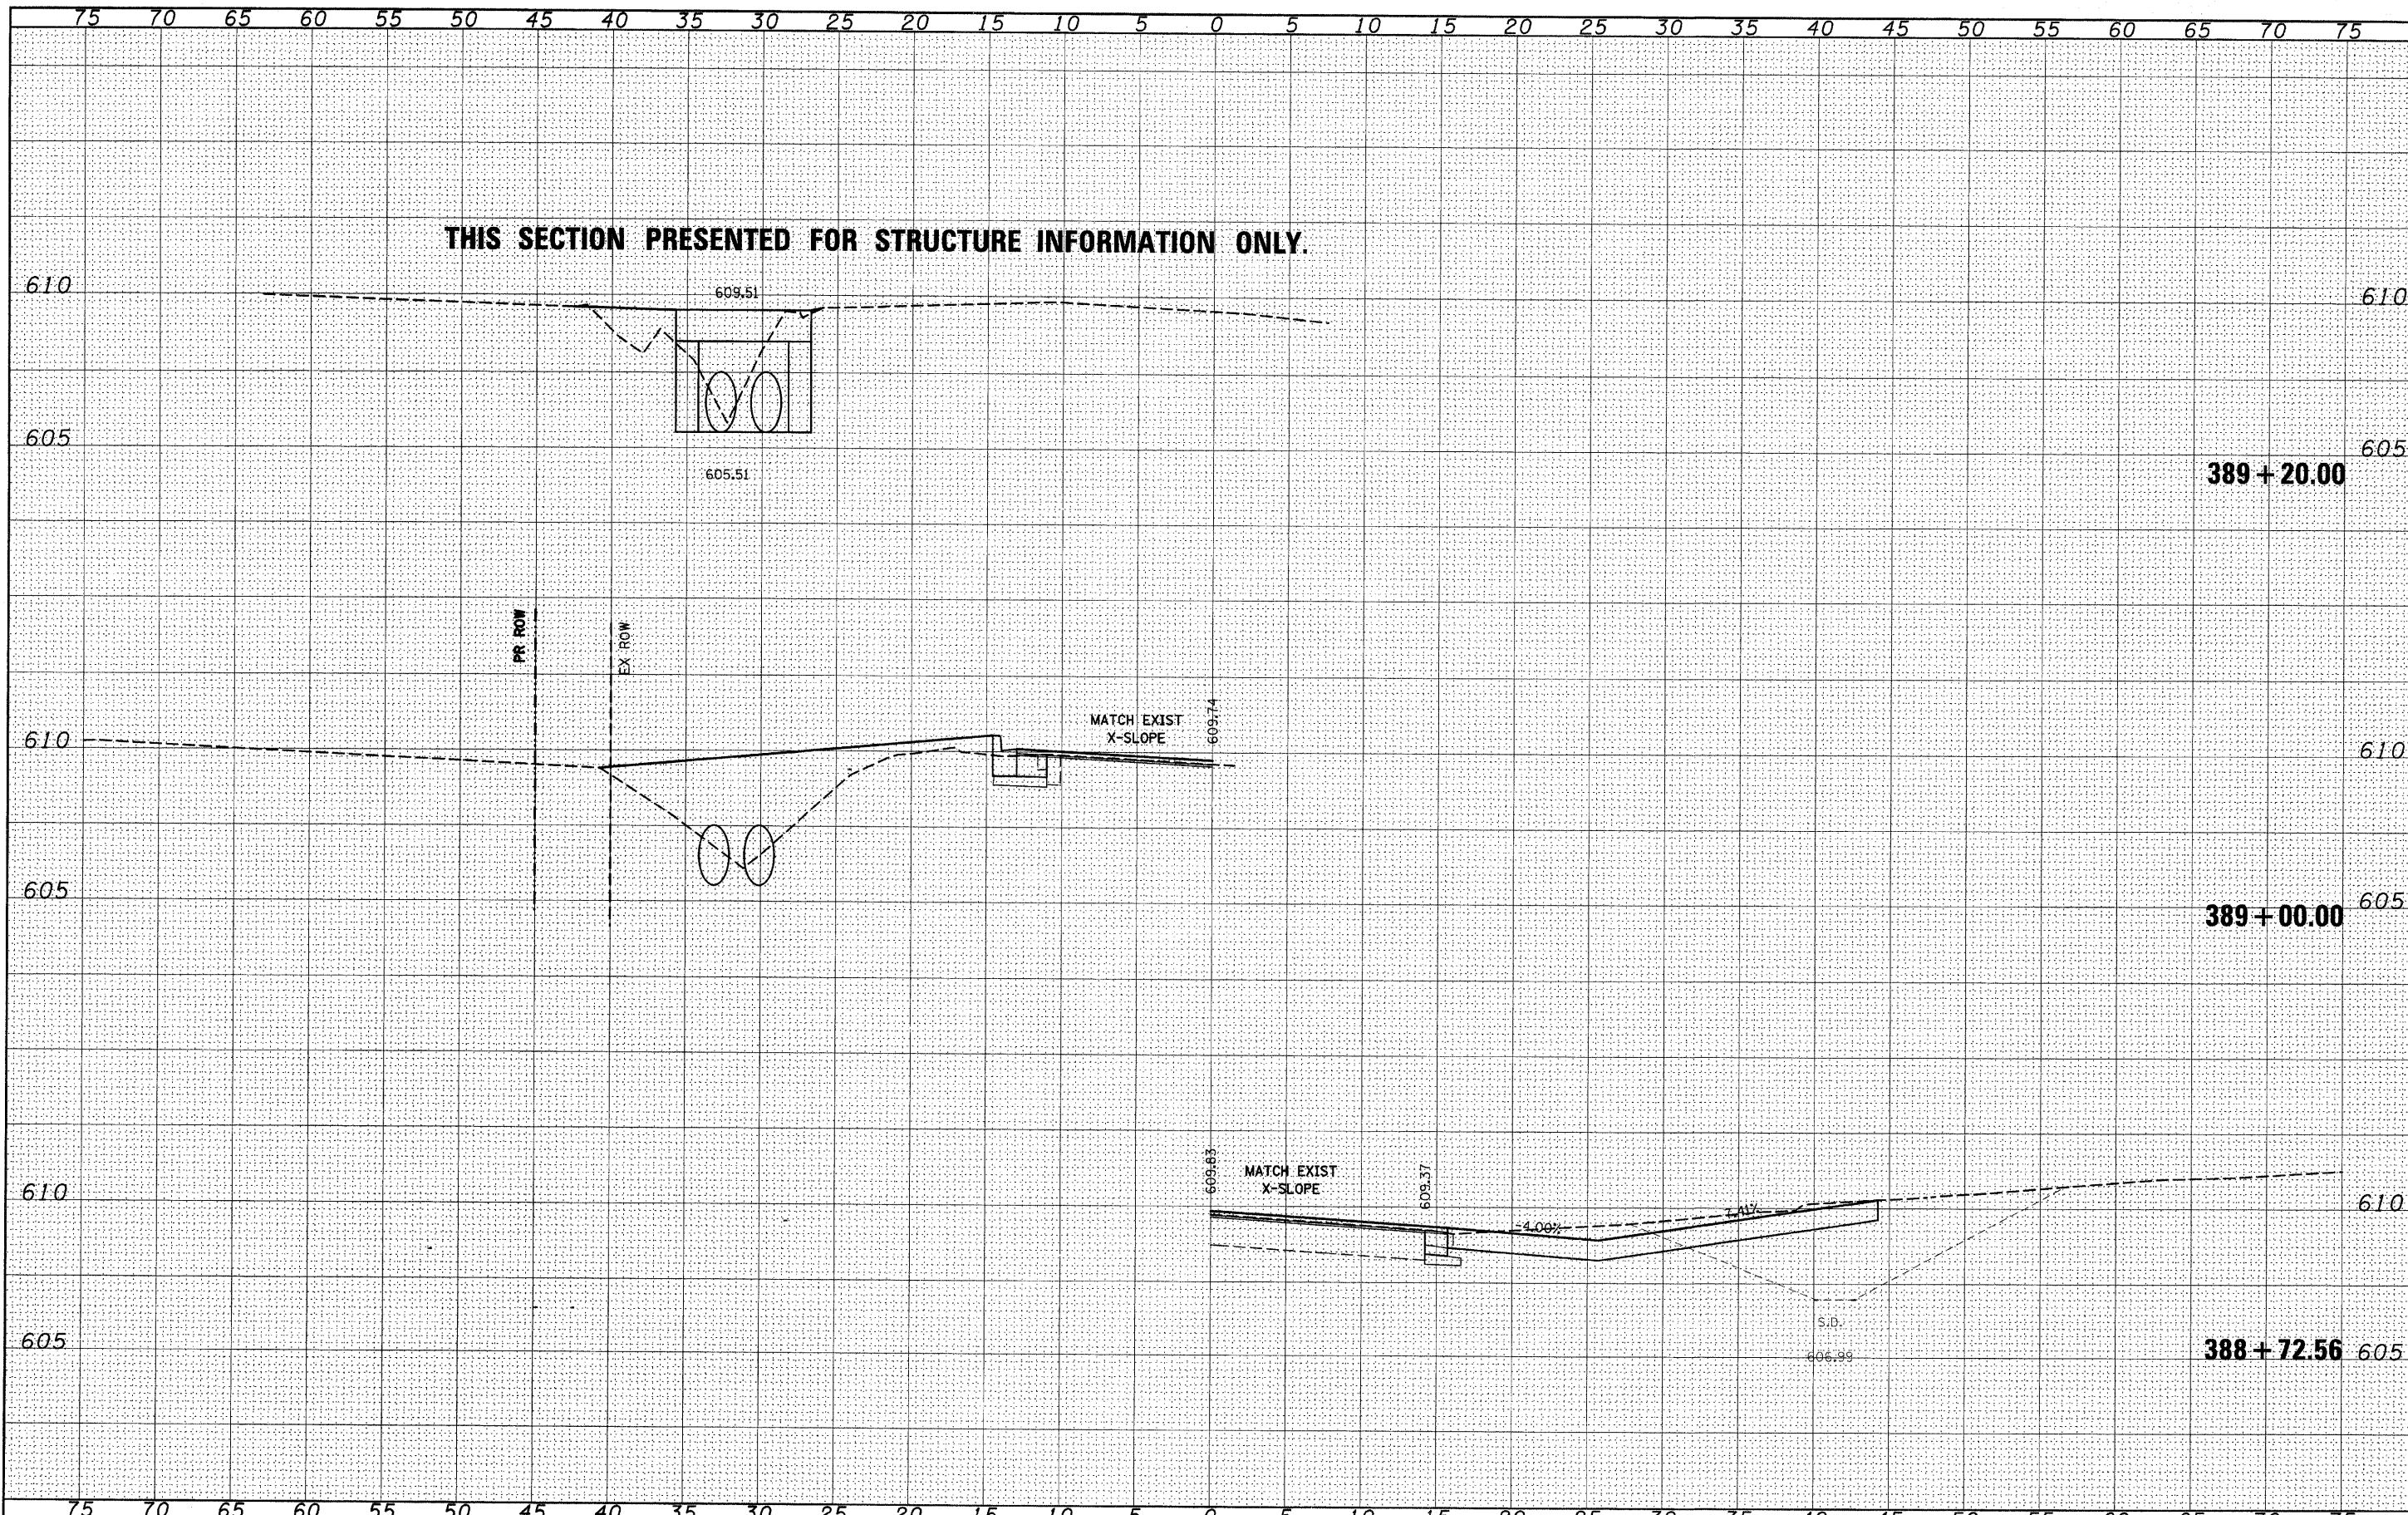 75 70 65 60 55 50 45 40 35 30 25 20 15 10 5 0 5 10 15 20 25 30 35 40 45 50 55 60 65 70 75
THIS SECTION PRESENTED FOR STRUCTURE INFORMATION ONLY.
610 609.51 610
605 605
605.51
389 + 20.00
PR ROW
EX ROW
MATCH EXIST
X-SLOPE
609.74
610 610
605 605
389 + 00.00
609.83
MATCH EXIST
X-SLOPE
609.37
610 610
-4.00%
7.41%
S.D.
606.99
605 388 + 72.56 605
75 70 65 60 55 50 45 40 35 30 25 20 15 10 5 0 5 10 15 20 25 30 35 40 45 50 55 60 65 70 75